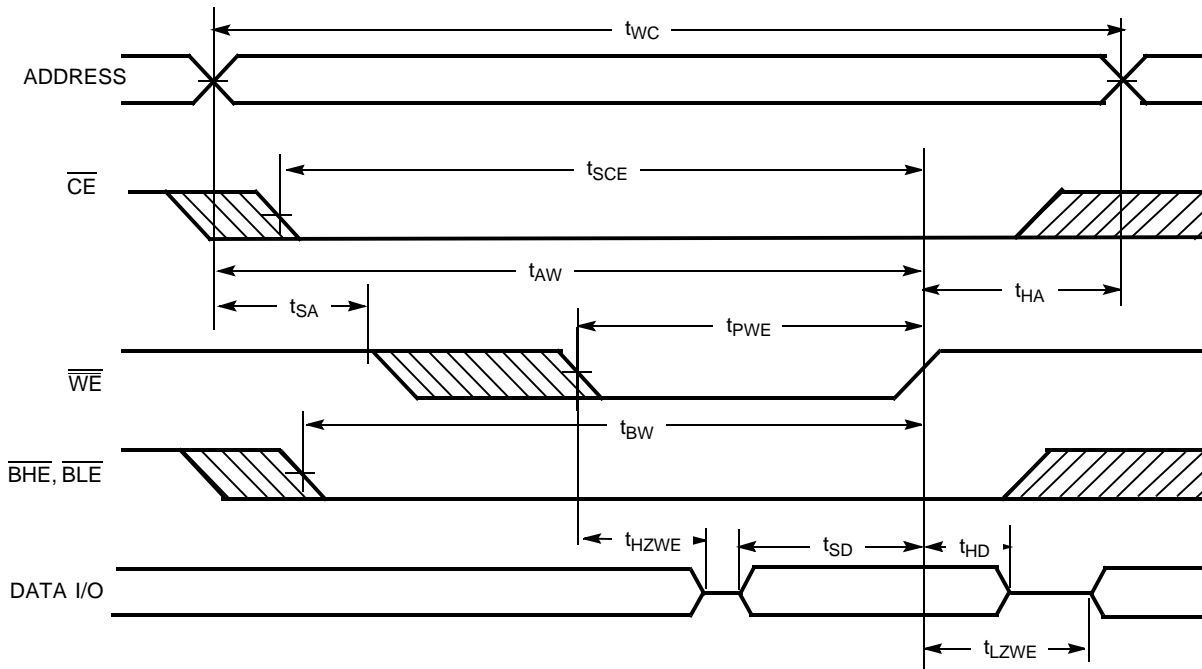 tWC
ADDRESS
tSCE
CE
tAW
tSA
tHA
tPWE
WE
tBW
BHE, BLE
tHZWE
tSD
tHD
DATA I/O
tLZWE